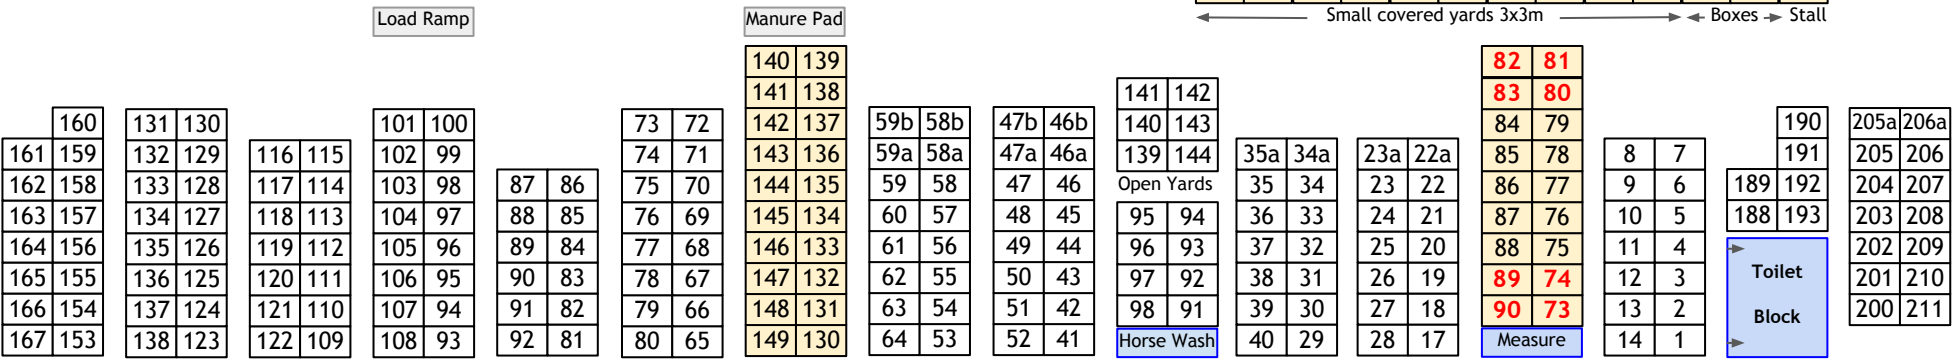 Load Ramp Manure Pad Small covered yards 3x3m Boxes Stall
140 139 82 81
141 138 141 142 83 80
160 131 130 101 100 73 72 142 137 59b 58b 47b 46b 140 143 84 79 190 205a 206a
161 159 132 129 116 115 102 99 74 71 143 136 59a 58a 47a 46a 139 144 35a 34a 23a 22a 85 78 8 7 191 205 206
162 158 133 128 117 114 103 98 87 86 75 70 144 135 59 58 47 46 Open Yards 35 34 23 22 86 77 9 6 189 192 204 207
163 157 134 127 118 113 104 97 88 85 76 69 145 134 60 57 48 45 95 94 36 33 24 21 87 76 10 5 188 193 203 208
164 156 135 126 119 112 105 96 89 84 77 68 146 133 61 56 49 44 96 93 37 32 25 20 88 75 11 4 202 209
165 155 136 125 120 111 106 95 90 83 78 67 147 132 62 55 50 43 97 92 38 31 26 19 89 74 12 3 Toilet 201 210
166 154 137 124 121 110 107 94 91 82 79 66 148 131 63 54 51 42 98 91 39 30 27 18 90 73 13 2 Block 200 211
167 153 138 123 122 109 108 93 92 81 80 65 149 130 64 53 52 41 Horse Wash 40 29 28 17 Measure 14 1